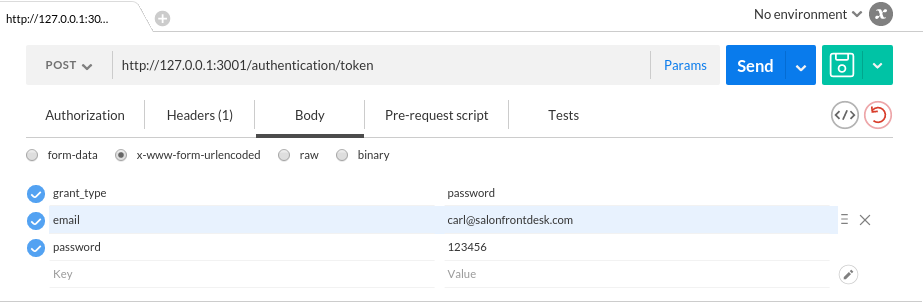 http://127.0.0.1:30...
No environment
POST http://127.0.0.1:3001/authentication/token Params Send
Authorization Headers (1) Body Pre-request script Tests
form-data x-www-form-urlencoded raw binary
grant_type password
email carl@salonfrontdesk.com
password 123456
Key Value